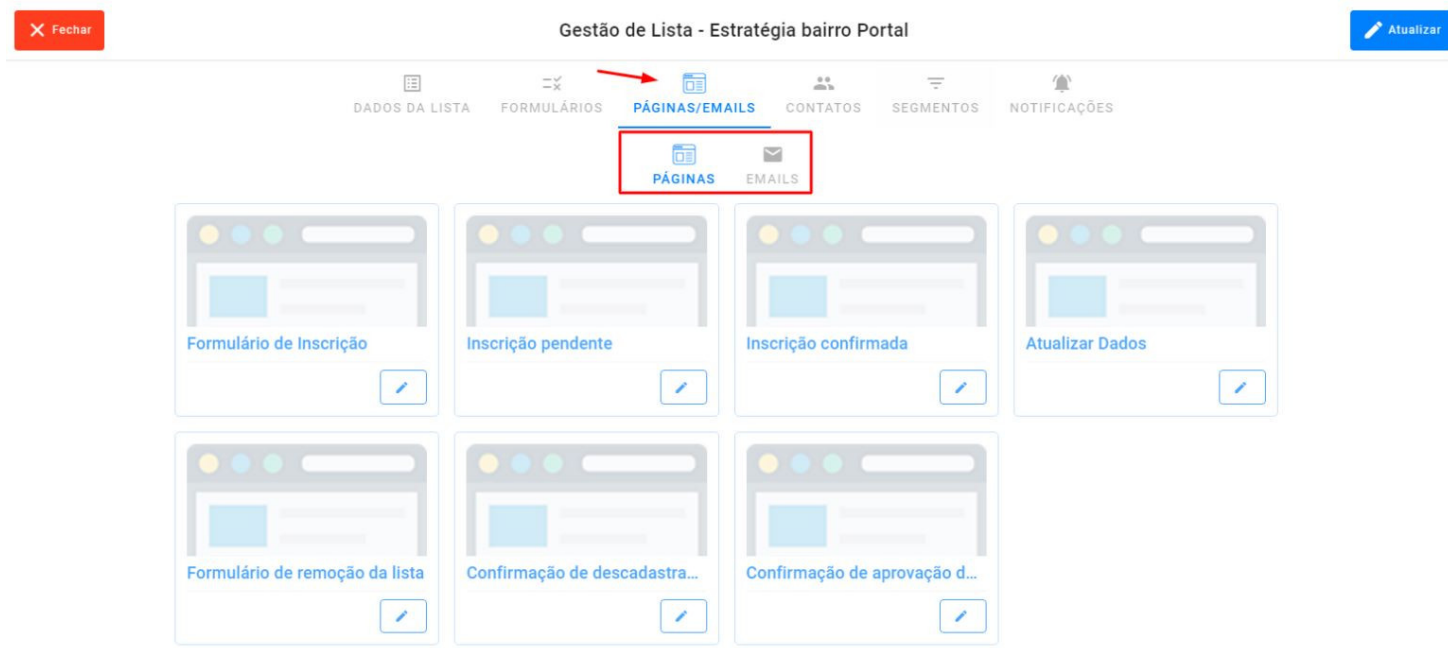 Fechar
Gestão de Lista - Estratégia bairro Portal
Atualizar
DADOS DA LISTA
FORMULÁRIOS
PÁGINAS/EMAILS
CONTATOS
SEGMENTOS
NOTIFICAÇÕES
PÁGINAS
EMAILS
Formulário de Inscrição
Inscrição pendente
Inscrição confirmada
Atualizar Dados
Formulário de remoção da lista
Confirmação de descadastra...
Confirmação de aprovação d...